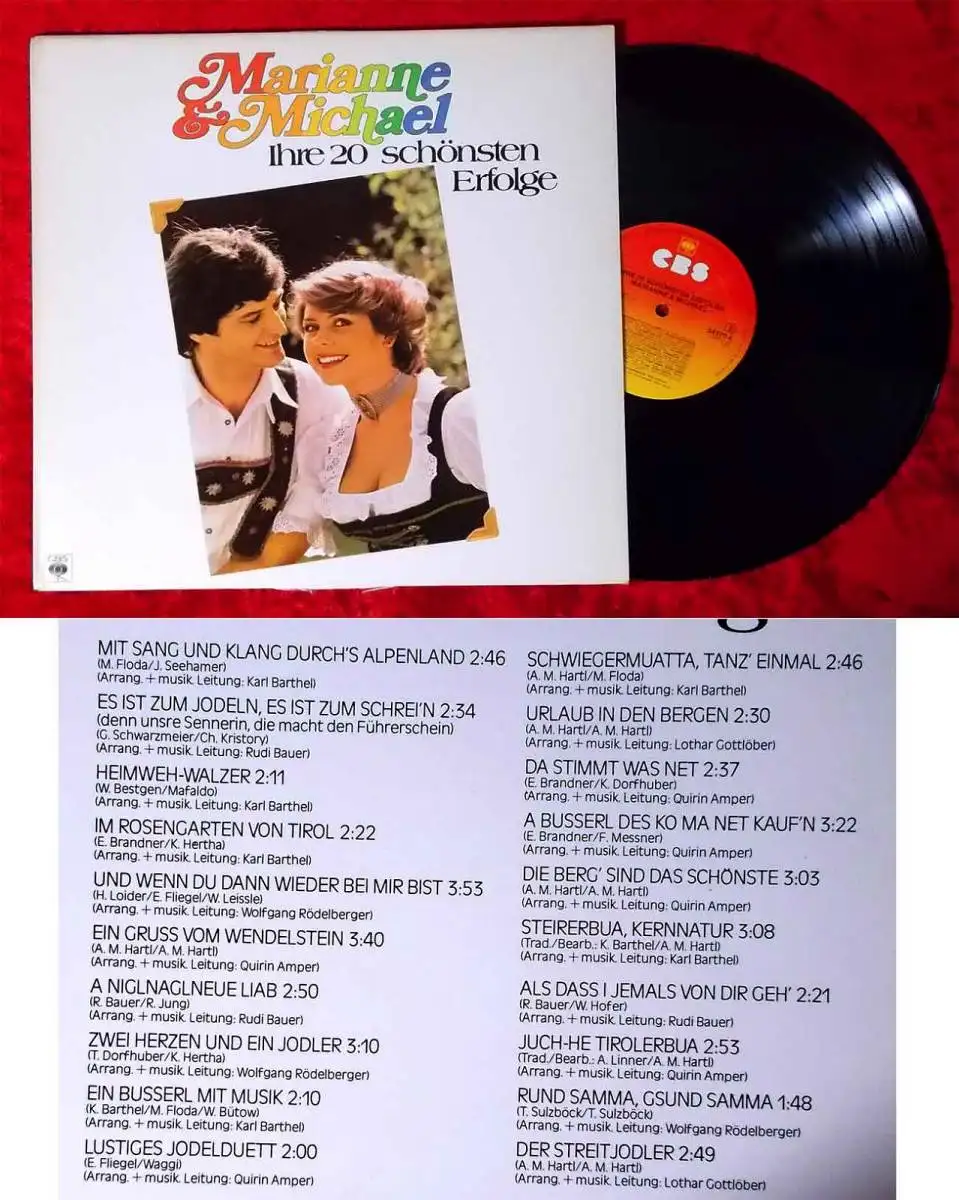 Marianne
& Michael
Ihre 20 schönsten
Erfolge
CBS
CBS
MARIANNE & MICHAEL
MIT SANG UND KLANG DURCH'S ALPENLAND 2:46
(M. Floda/J. Seehamer)
(Arrang. + musik. Leitung: Karl Barthel)
ES IST ZUM JODELN, ES IST ZUM SCHREI'N 2:34
(denn unsre Sennerin, die macht den Führerschein)
(G. Schwarzmeier/Ch. Kristory)
(Arrang. + musik. Leitung: Rudi Bauer)
HEIMWEH-WALZER 2:11
(W. Bestgen/Mafaldo)
(Arrang. + musik. Leitung: Karl Barthel)
IM ROSENGARTEN VON TIROL 2:22
(E. Brandner/K. Hertha)
(Arrang. + musik. Leitung: Karl Barthel)
UND WENN DU DANN WIEDER BEI MIR BIST 3:53
(H. Loider/E. Fliegel/W. Leissle)
(Arrang. + musik. Leitung: Wolfgang Rödelberger)
EIN GRUSS VOM WENDELSTEIN 3:40
(A. M. Hartl/A. M. Hartl)
(Arrang. + musik. Leitung: Quirin Amper)
A NIGLNAGLNEUE LIAB 2:50
(R. Bauer/R. Jung)
(Arrang. + musik. Leitung: Rudi Bauer)
ZWEI HERZEN UND EIN JODLER 3:10
(T. Dorfhuber/K. Hertha)
(Arrang. + musik. Leitung: Wolfgang Rödelberger)
EIN BUSSERL MIT MUSIK 2:10
(K. Barthel/M. Floda/W. Bütow)
(Arrang. + musik. Leitung: Karl Barthel)
LUSTIGES JODELDUETT 2:00
(E. Fliegel/Waggi)
(Arrang. + musik. Leitung: Quirin Amper)
SCHWIEGERMUATTA, TANZ' EINMAL 2:46
(A. M. Hartl/M. Floda)
(Arrang. + musik. Leitung: Karl Barthel)
URLAUB IN DEN BERGEN 2:30
(A. M. Hartl/A. M. Hartl)
(Arrang. + musik. Leitung: Lothar Gottlöber)
DA STIMMT WAS NET 2:37
(E. Brandner/K. Dorfhuber)
(Arrang. + musik. Leitung: Quirin Amper)
A BUSSERL DES KO MA NET KAUF'N 3:22
(E. Brandner/F. Messner)
(Arrang. + musik. Leitung: Quirin Amper)
DIE BERG' SIND DAS SCHÖNSTE 3:03
(A. M. Hartl/A. M. Hartl)
(Arrang. + musik. Leitung: Quirin Amper)
STEIRERBUA, KERNNATUR 3:08
(Trad./Bearb.: K. Barthel/A. M. Hartl)
(Arrang. + musik. Leitung: Karl Barthel)
ALS DASS I JEMALS VON DIR GEH' 2:21
(R. Bauer/W. Hofer)
(Arrang. + musik. Leitung: Rudi Bauer)
JUCH-HE TIROLERBUA 2:53
(Trad./Bearb.: A. Linner/A. M. Hartl)
(Arrang. + musik. Leitung: Quirin Amper)
RUND SAMMA, GSUND SAMMA 1:48
(T. Sulzböck/T. Sulzböck)
(Arrang. + musik. Leitung: Wolfgang Rödelberger)
DER STREITJODLER 2:49
(A. M. Hartl/A. M. Hartl)
(Arrang. + musik. Leitung: Lothar Gottlöber)